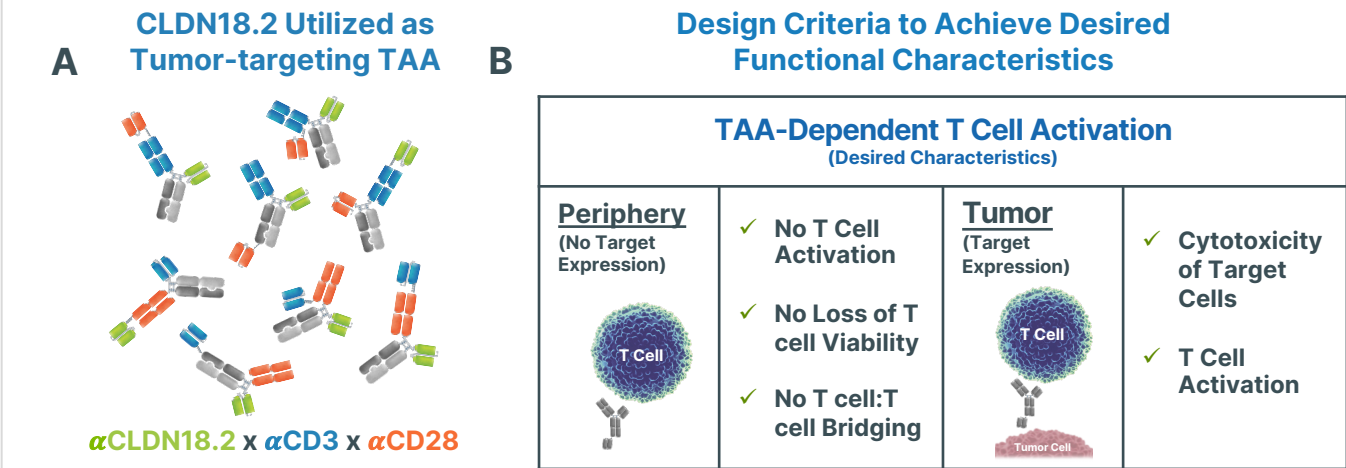 A
CLDN18.2 Utilized as
Tumor-targeting TAA
αCLDN18.2 x αCD3 x αCD28
B
Design Criteria to Achieve Desired
Functional Characteristics
TAA-Dependent T Cell Activation
(Desired Characteristics)
Periphery
(No Target
Expression)
T Cell
✓ No T Cell
Activation
✓ No Loss of T
cell Viability
✓ No T cell:T
cell Bridging
Tumor
(Target
Expression)
T Cell
Tumor Cell
✓ Cytotoxicity
of Target
Cells
✓ T Cell
Activation